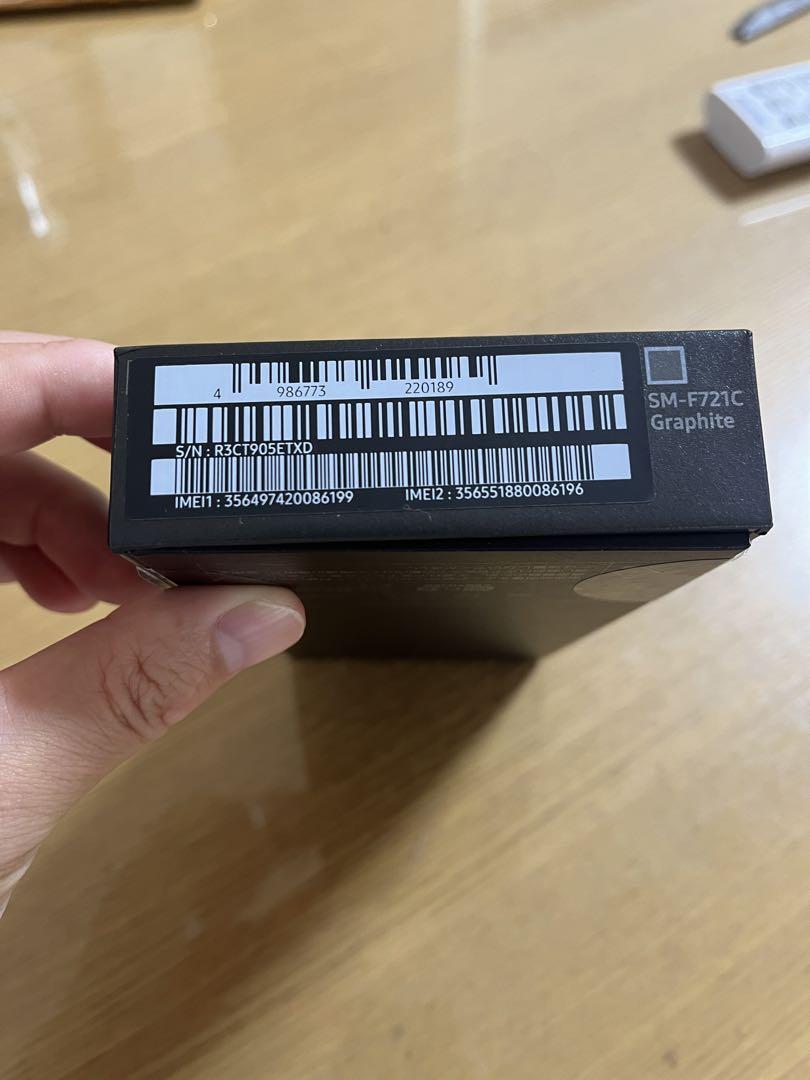 4 986773 220189
S/N : R3CT905ETXD
IMEI1 : 356497420086199 IMEI2 : 356551880086196
SM-F721C
Graphite